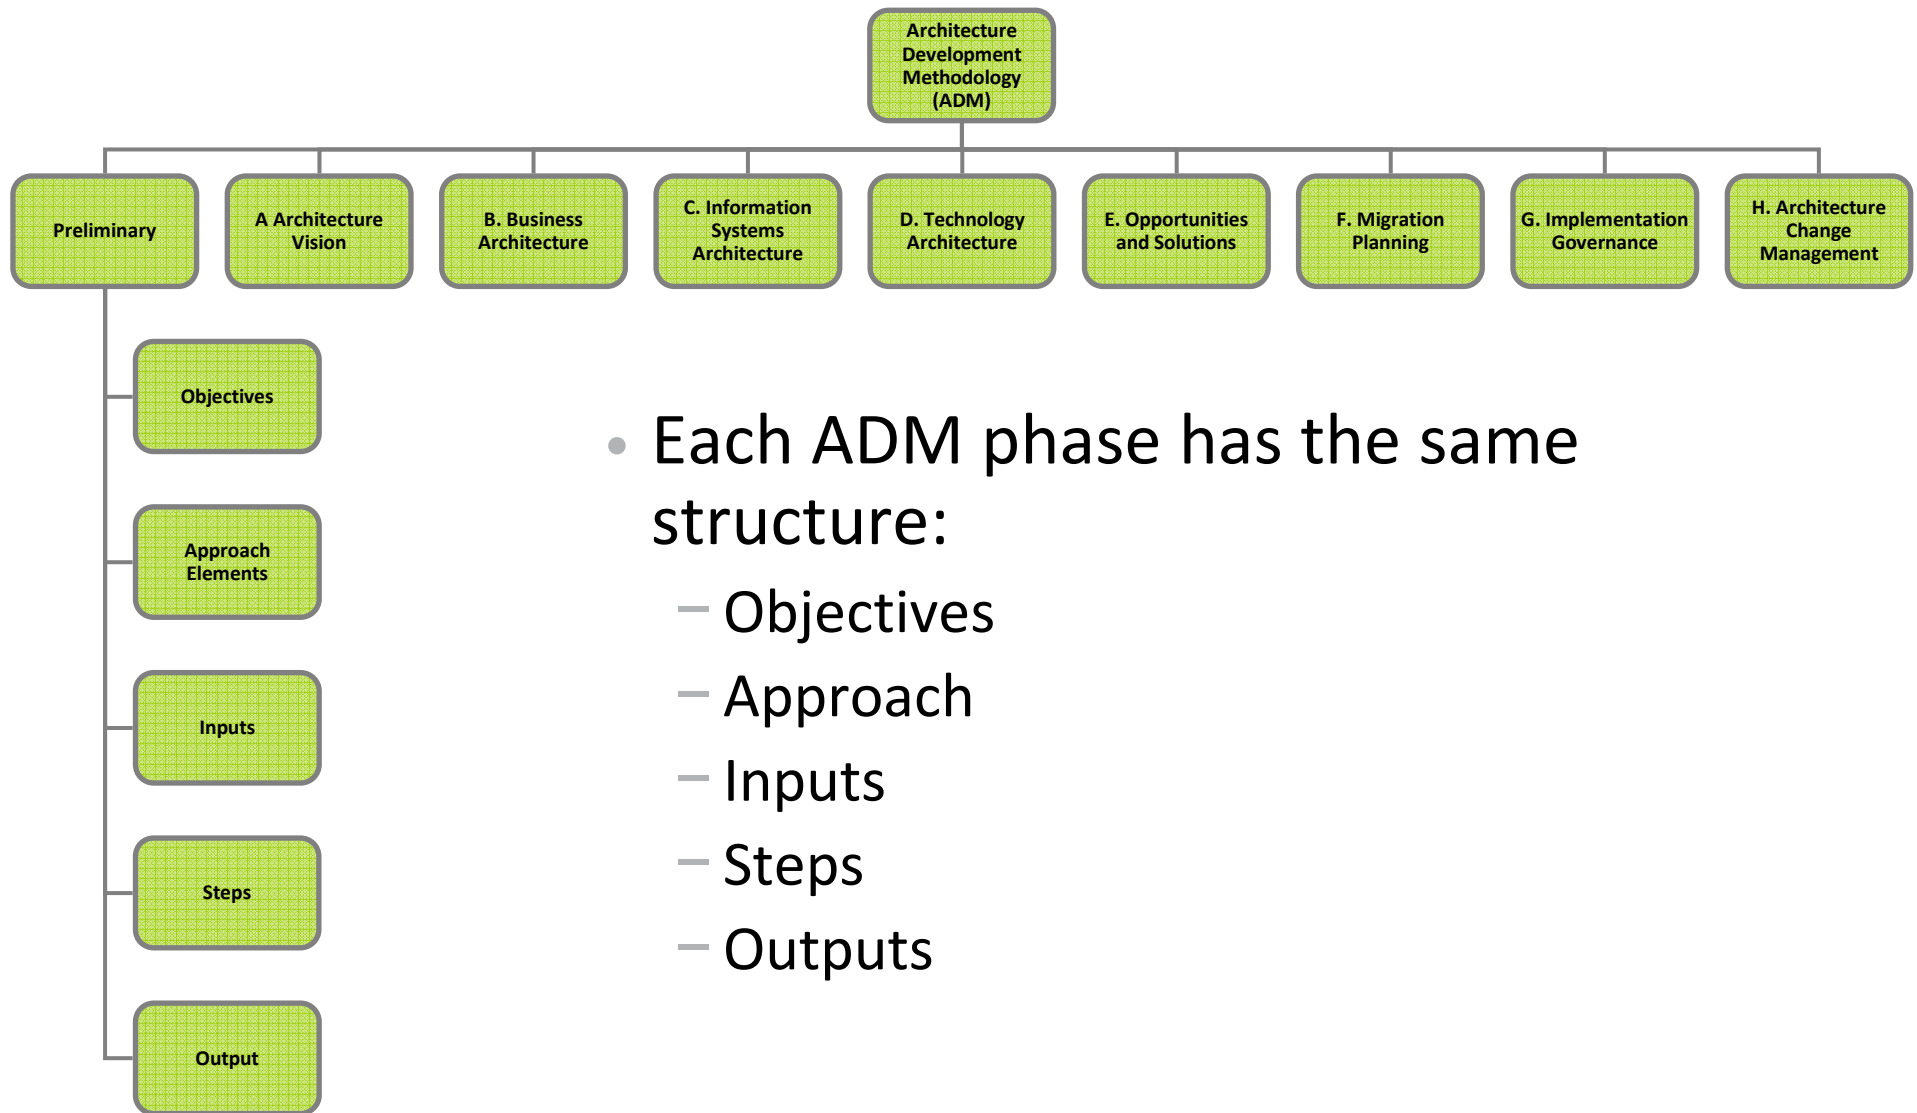 Architecture
Development
Methodology
(ADM)
Preliminary
A Architecture
Vision
B. Business
Architecture
C. Information
Systems
Architecture
D. Technology
Architecture
E. Opportunities
and Solutions
F. Migration
Planning
G. Implementation
Governance
H. Architecture
Change
Management
Objectives
Approach
Elements
Inputs
Steps
Output
• Each ADM phase has the same
structure:
– Objectives
– Approach
– Inputs
– Steps
– Outputs